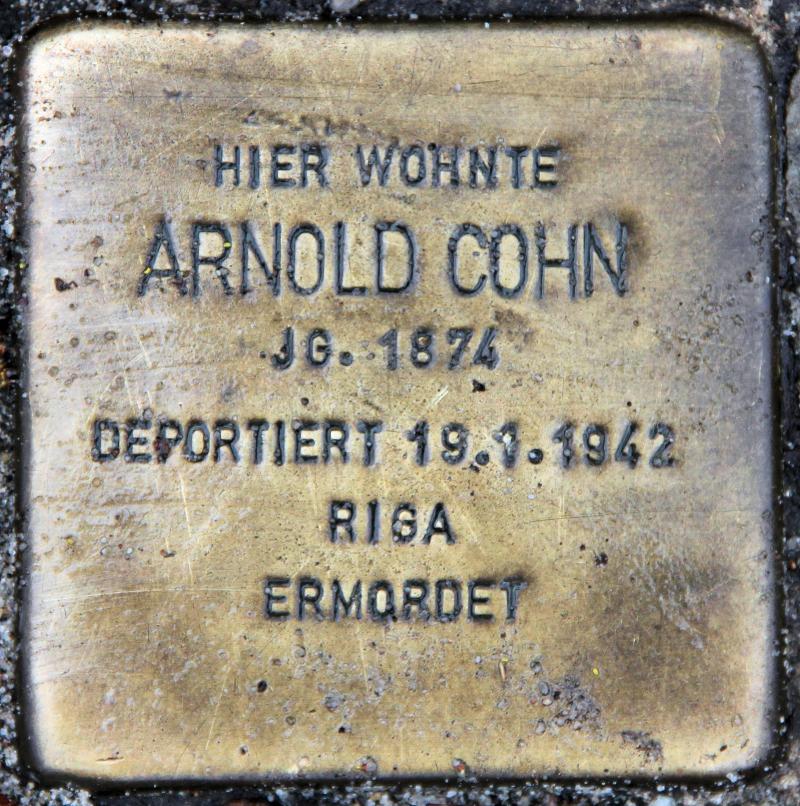 HIER WOHNTE
ARNOLD COHN
JG. 1874
DEPORTIERT 19.1.1942
RIGA
ERMORDET